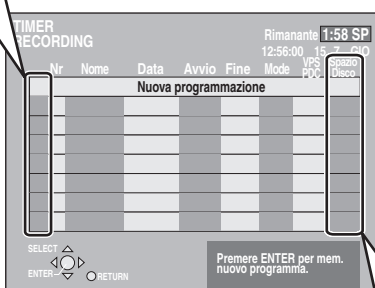 TIMER
RECORDING
Rimanante 1:58 SP
12:56:00 15. 7. GIO
Nr Nome Data Avvio Fine Mode VPS PDC Spazio Disco
Nuova programmazione
SELECT
ENTER
RETURN
Premere ENTER per mem.
nuovo programma.